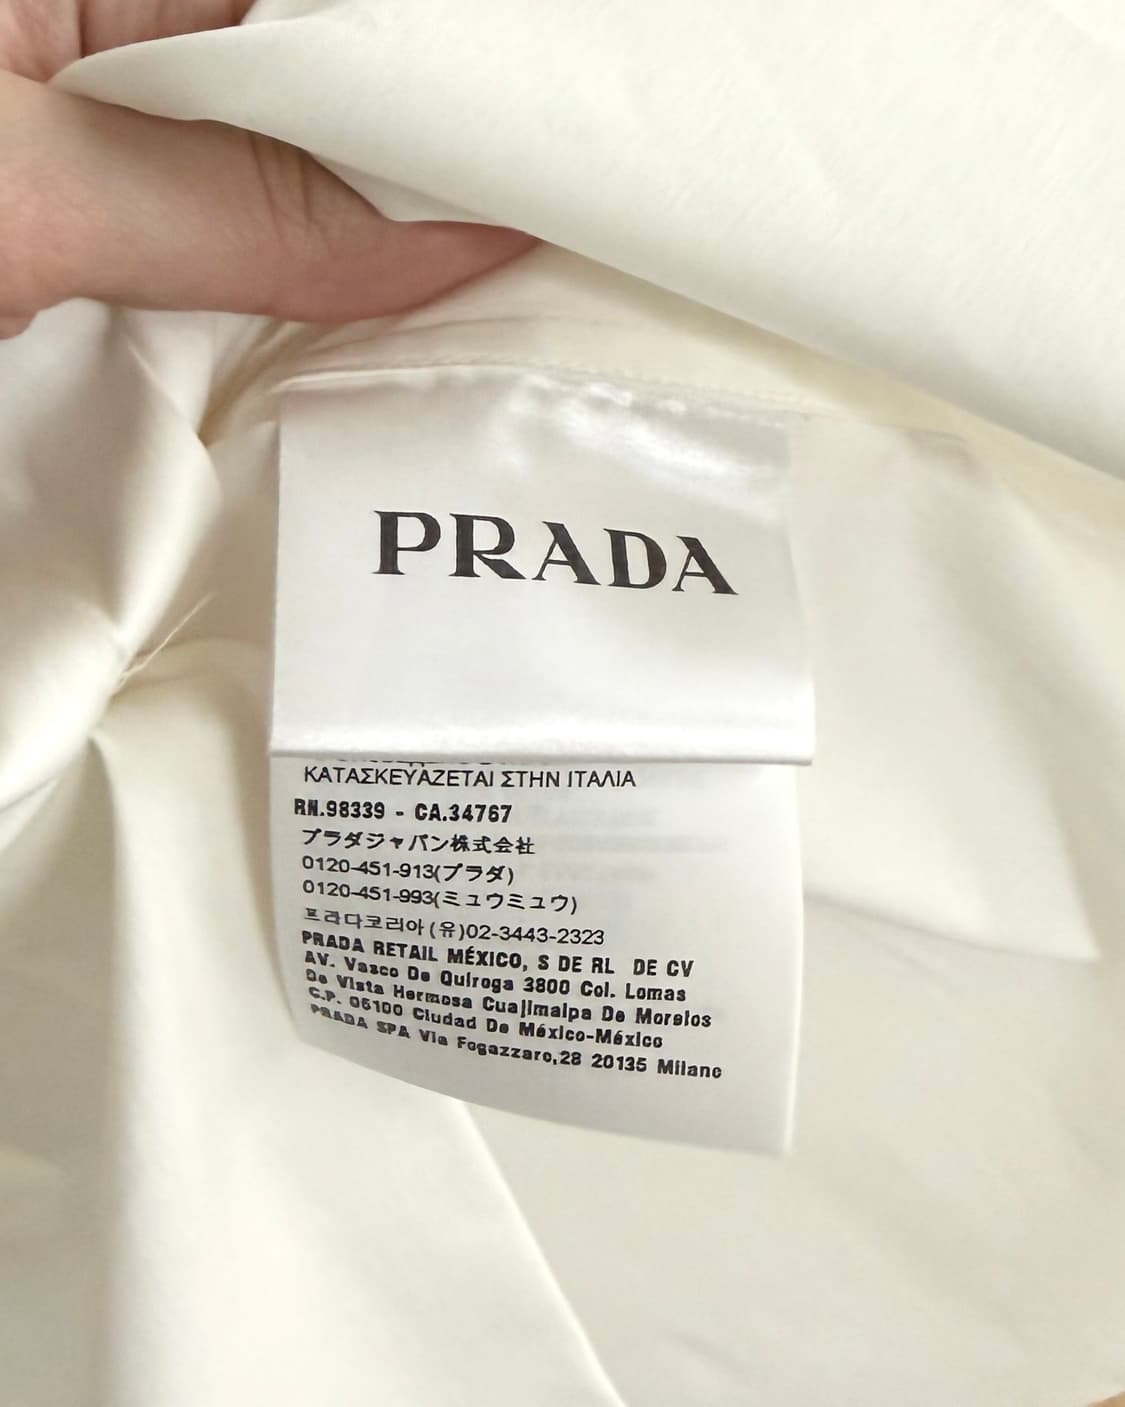 PRADA
ΚΑΤΑΣΚΕΥΑΖΕΤΑΙ ΣΤΗΝ ΙΤΑΛΙΑ
RN.98339 - CA.34767
プラダジャパン株式会社
0120-451-913(プラダ)
0120-451-993(ミュウミュウ)
프라다코리아(유)02-3443-2323
PRADA RETAIL MÉXICO, S DE RL DE CV
AV. Vasco De Quiroga 3800 Col. Lomas
De Vista Hermosa Cuajimalpa De Morelos
C.P. 05100 Ciudad De México-México
PRADA SPA Via Fogazzaro,28 20135 Milano